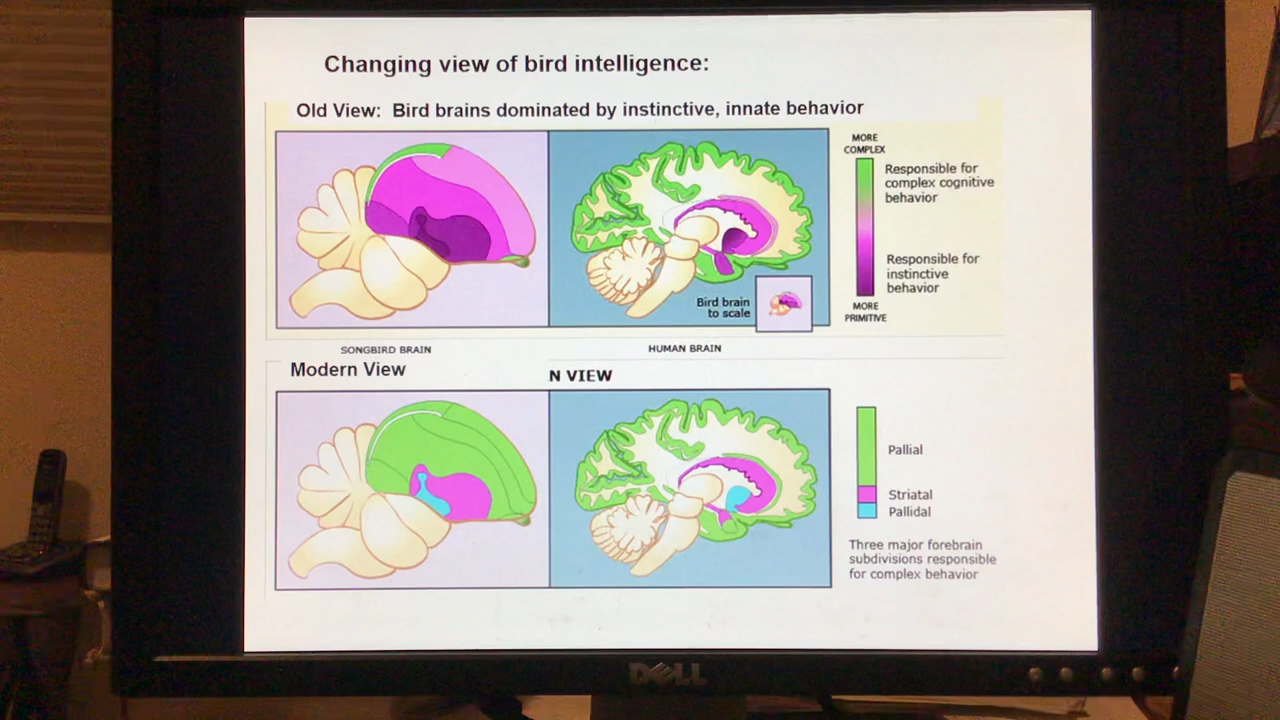 Changing view of bird intelligence:
Old View: Bird brains dominated by instinctive, innate behavior
MORE
COMPLEX
Responsible for
complex cognitive
behavior
Responsible for
instinctive
behavior
MORE
PRIMITIVE
Bird brain
to scale
SONGBIRD BRAIN
HUMAN BRAIN
Modern View
N VIEW
Pallial
Striatal
Pallidal
Three major forebrain
subdivisions responsible
for complex behavior
DELL